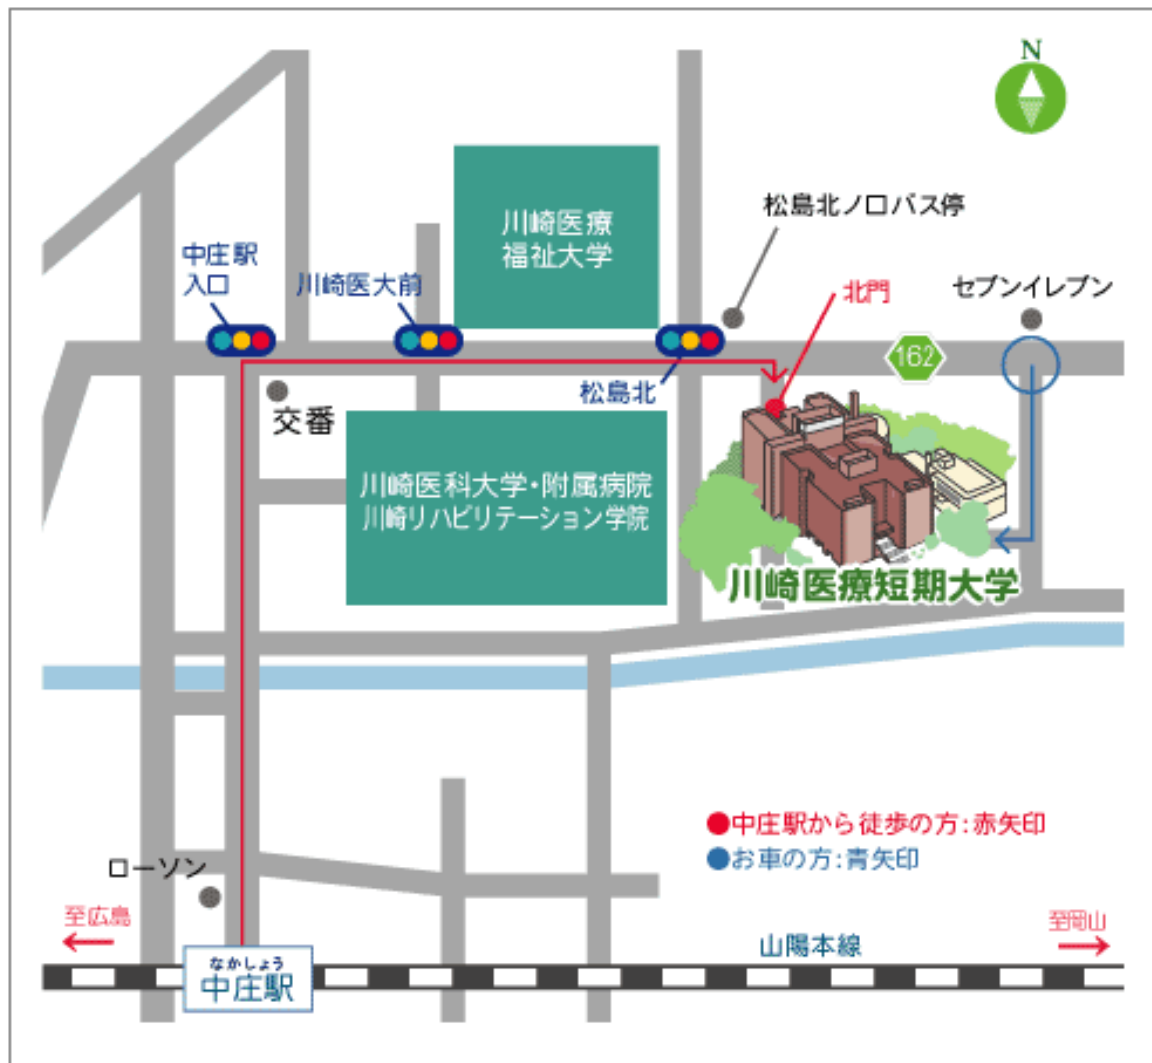 N
川崎医療
福祉大学
松島北ノ口バス停
中庄駅
入口
川崎医大前
北門
セブンイレブン
162
松島北
交番
川崎医科大学・附属病院
川崎リハビリテーション学院
川崎医療短期大学
●中庄駅から徒歩の方：赤矢印
●お車の方：青矢印
ローソン
至広島
至岡山
山陽本線
なかしょう
中庄駅